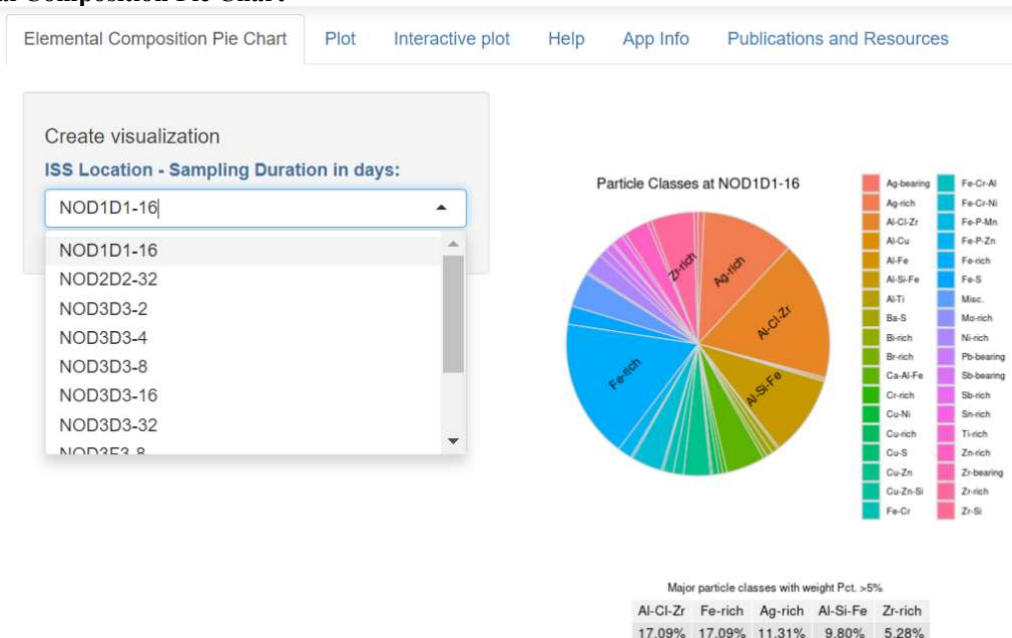 Elemental Composition Pie Chart Plot Interactive plot Help App Info Publications and Resources
Create visualization
ISS Location - Sampling Duration in days:
NOD1D1-16
NOD1D1-16
NOD2D2-32
NOD3D3-2
NOD3D3-4
NOD3D3-8
NOD3D3-16
NOD3D3-32
NOD3F3-8
Particle Classes at NOD1D1-16
Ag-rich
Al-Cl-Zr
Al-Si-Fe
Fe-rich
Zr-rich
Ag-bearing
Ag-rich
Al-Cl-Zr
Al-Cu
Al-Fe
Al-Si-Fe
Al-Ti
Ba-S
Bi-rich
Br-rich
Ca-Al-Fe
Cr-rich
Cu-Ni
Cu-rich
Cu-S
Cu-Zn
Cu-Zn-Si
Fe-Cr
Fe-Cr-Al
Fe-Cr-Ni
Fe-P-Mn
Fe-P-Zn
Fe-rich
Fe-S
Misc.
Mo-rich
Ni-rich
Pb-bearing
Sb-bearing
Sb-rich
Sn-rich
Ti-rich
Zn-rich
Zr-bearing
Zr-rich
Zr-Si
Major particle classes with weight Pct. >5%
Al-Cl-Zr Fe-rich Ag-rich Al-Si-Fe Zr-rich
17.09% 17.09% 11.31% 9.80% 5.28%